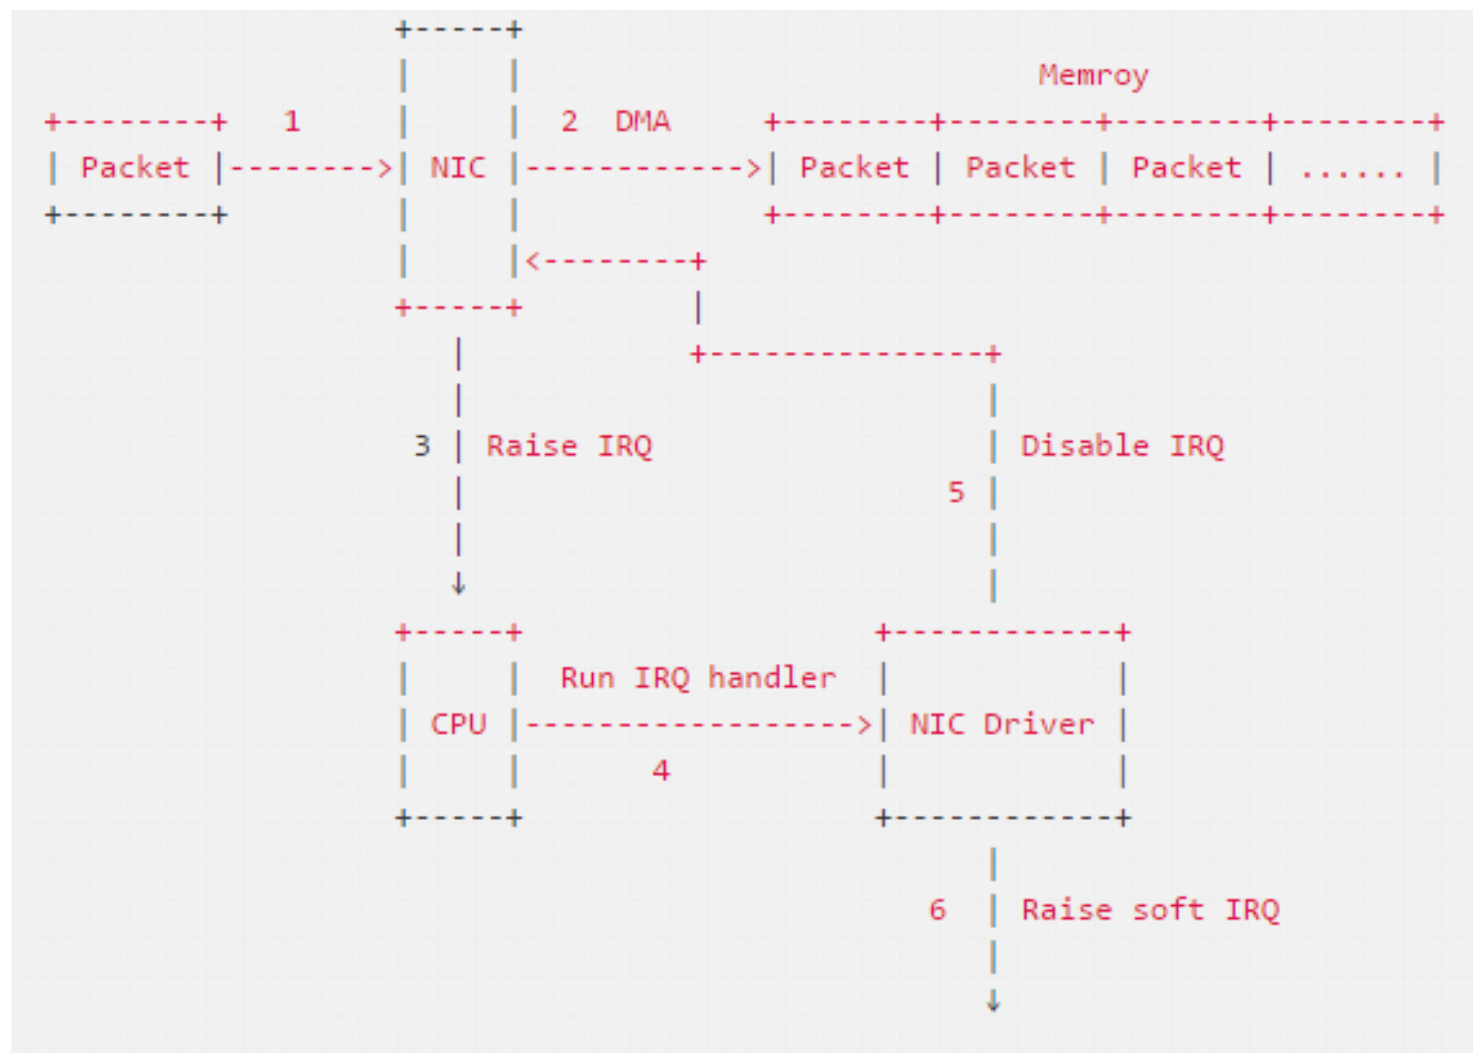 +-----+
|     |
Memroy
+--------+   1     |     |  2  DMA     +--------+--------+--------+--------+
| Packet |-------->| NIC |------------>| Packet | Packet | Packet | ...... |
+--------+         |     |             +--------+--------+--------+--------+
|     |<--------+
+-----+         |
|            +---------------+
|                            |
3 | Raise IRQ                  | Disable IRQ
|                          5 |
|                            |
↓                            |
+-----+                   +------------+
|     |  Run IRQ handler  |            |
| CPU |------------------>| NIC Driver |
|     |       4           |            |
+-----+                   +------------+
|
6  | Raise soft IRQ
|
↓